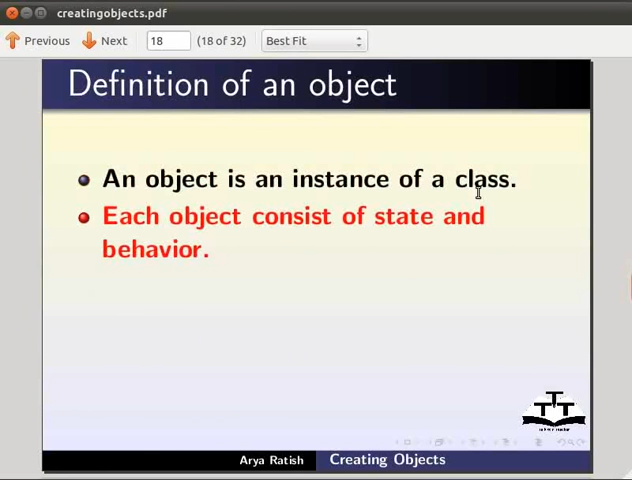 creatingobjects.pdf
Previous Next 18 (18 of 32) Best Fit
Definition of an object
An object is an instance of a class.
Each object consist of state and
behavior.
Arya Ratish Creating Objects